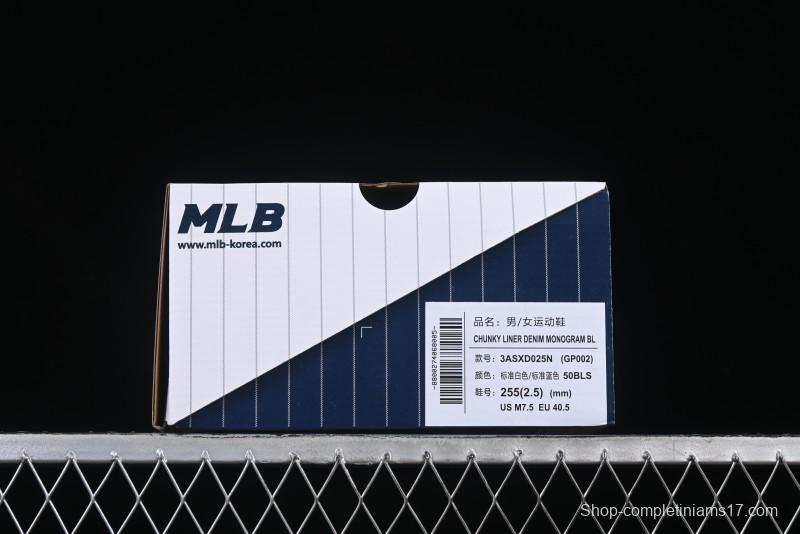 MLB
www.mlb-korea.com
品名：男/女运动鞋
CHUNKY LINER DENIM MONOGRAM BL
款号：3ASXD025N (GP002)
颜色：标准白色/标准蓝色 50BLS
鞋号：255(2.5) (mm)
US M7.5 EU 40.5
Shop-completiniams17.com